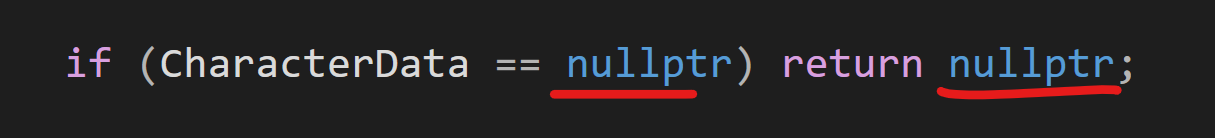 if (CharacterData == nullptr) return nullptr;